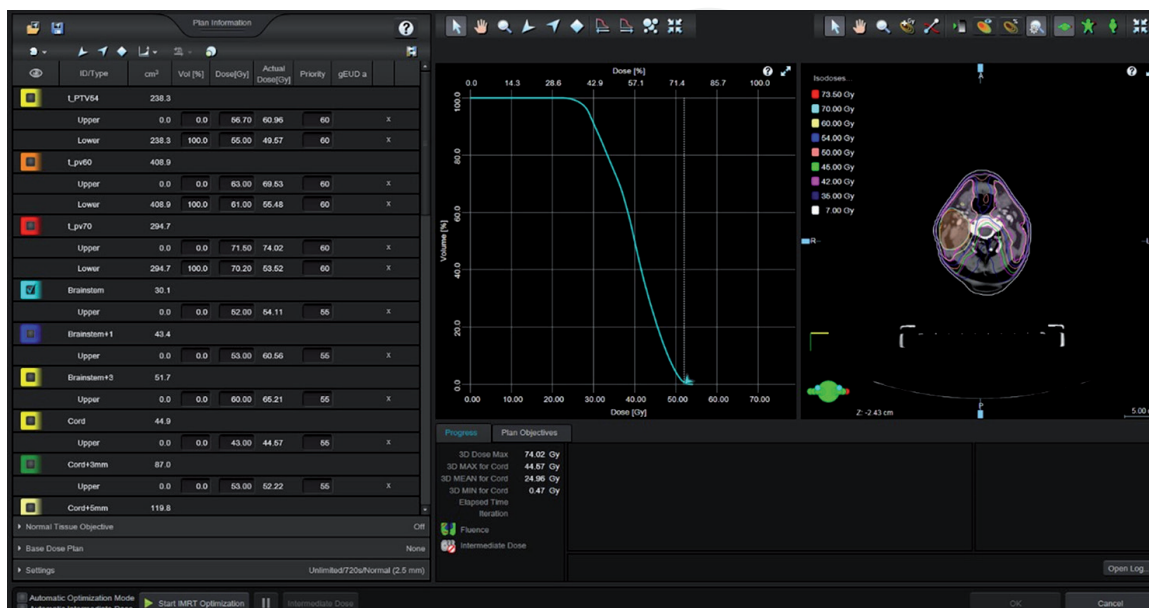 Plan Information
ID/Type cm³ Vol [%] Dose[Gy] Actual Dose[Gy] Priority gEUD a
t_PTV54 238.3
Upper 0.0 0.0 56.70 60.96 60 x
Lower 238.3 100.0 55.00 49.57 60 x
t_pv60 408.9
Upper 0.0 0.0 63.00 69.53 60 x
Lower 408.9 100.0 61.00 55.48 60 x
t_pv70 294.7
Upper 0.0 0.0 71.50 74.02 60 x
Lower 294.7 100.0 70.20 53.52 60 x
Brainstem 30.1
Upper 0.0 0.0 52.00 54.11 55 x
Brainstem+1 43.4
Upper 0.0 0.0 53.00 60.56 55 x
Brainstem+3 51.7
Upper 0.0 0.0 60.00 65.21 55 x
Cord 44.9
Upper 0.0 0.0 43.00 44.57 55 x
Cord+3mm 87.0
Upper 0.0 0.0 53.00 52.22 55 x
Cord+5mm 119.8
Normal Tissue Objective Off
Base Dose Plan None
Settings Unlimited/720s/Normal (2.5 mm)
Automatic Optimization Mode
Automatic Intermediate Dose
Start IMRT Optimization
Intermediate Dose
Dose [%]
0.0 14.3 28.6 42.9 57.1 71.4 85.7 100.0
Volume [%]
100.0
80.0
60.0
40.0
20.0
0.0
0.00 10.00 20.00 30.00 40.00 50.00 60.00 70.00
Dose [Gy]
Isodoses...
73.50 Gy
70.00 Gy
60.00 Gy
54.00 Gy
50.00 Gy
45.00 Gy
42.00 Gy
35.00 Gy
7.00 Gy
A
R
L
P
Z: -2.43 cm
5.00
Progress Plan Objectives
3D Dose Max 74.02 Gy
3D MAX for Cord 44.57 Gy
3D MEAN for Cord 24.96 Gy
3D MIN for Cord 0.47 Gy
Elapsed Time
Iteration
Fluence
Intermediate Dose
Open Log...
OK Cancel